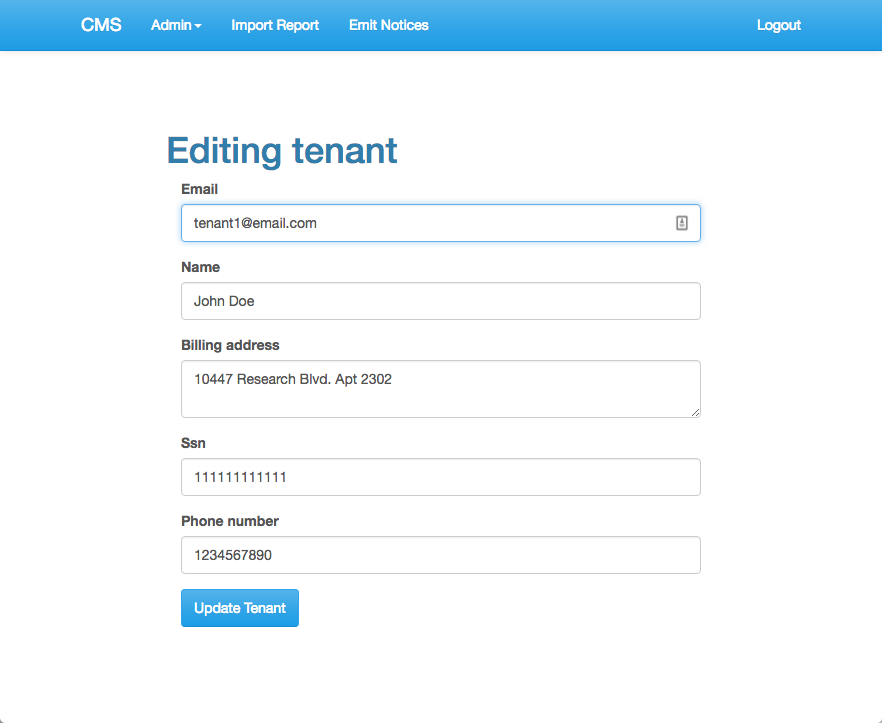 CMS Admin Import Report Emit Notices Logout
Editing tenant
Email
tenant1@email.com
Name
John Doe
Billing address
10447 Research Blvd. Apt 2302
Ssn
111111111111
Phone number
1234567890
Update Tenant